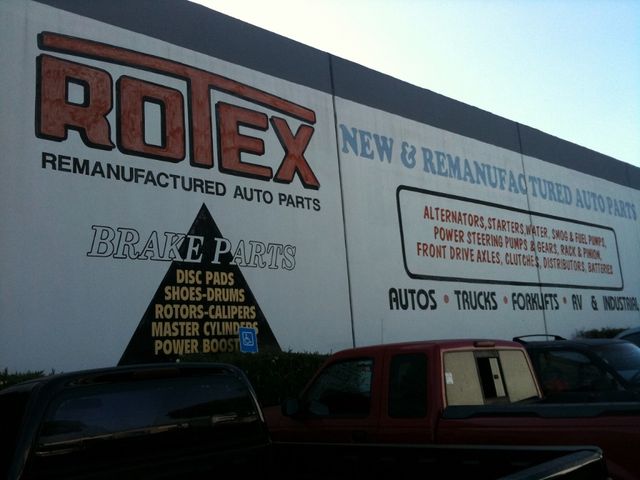 ROTEX
REMANUFACTURED AUTO PARTS
BRAKE PARTS
DISC PADS
SHOES-DRUMS
ROTORS-CALIPERS
MASTER CYLINDERS
POWER BOOST
NEW & REMANUFACTURED AUTO PARTS
ALTERNATORS, STARTERS, WATER, SMOG & FUEL PUMPS,
POWER STEERING PUMPS & GEARS, RACK & PINION,
FRONT DRIVE AXLES, CLUTCHES, DISTRIBUTORS, BATTERIES
AUTOS • TRUCKS • FORKLIFTS • RV & INDUSTRIAL